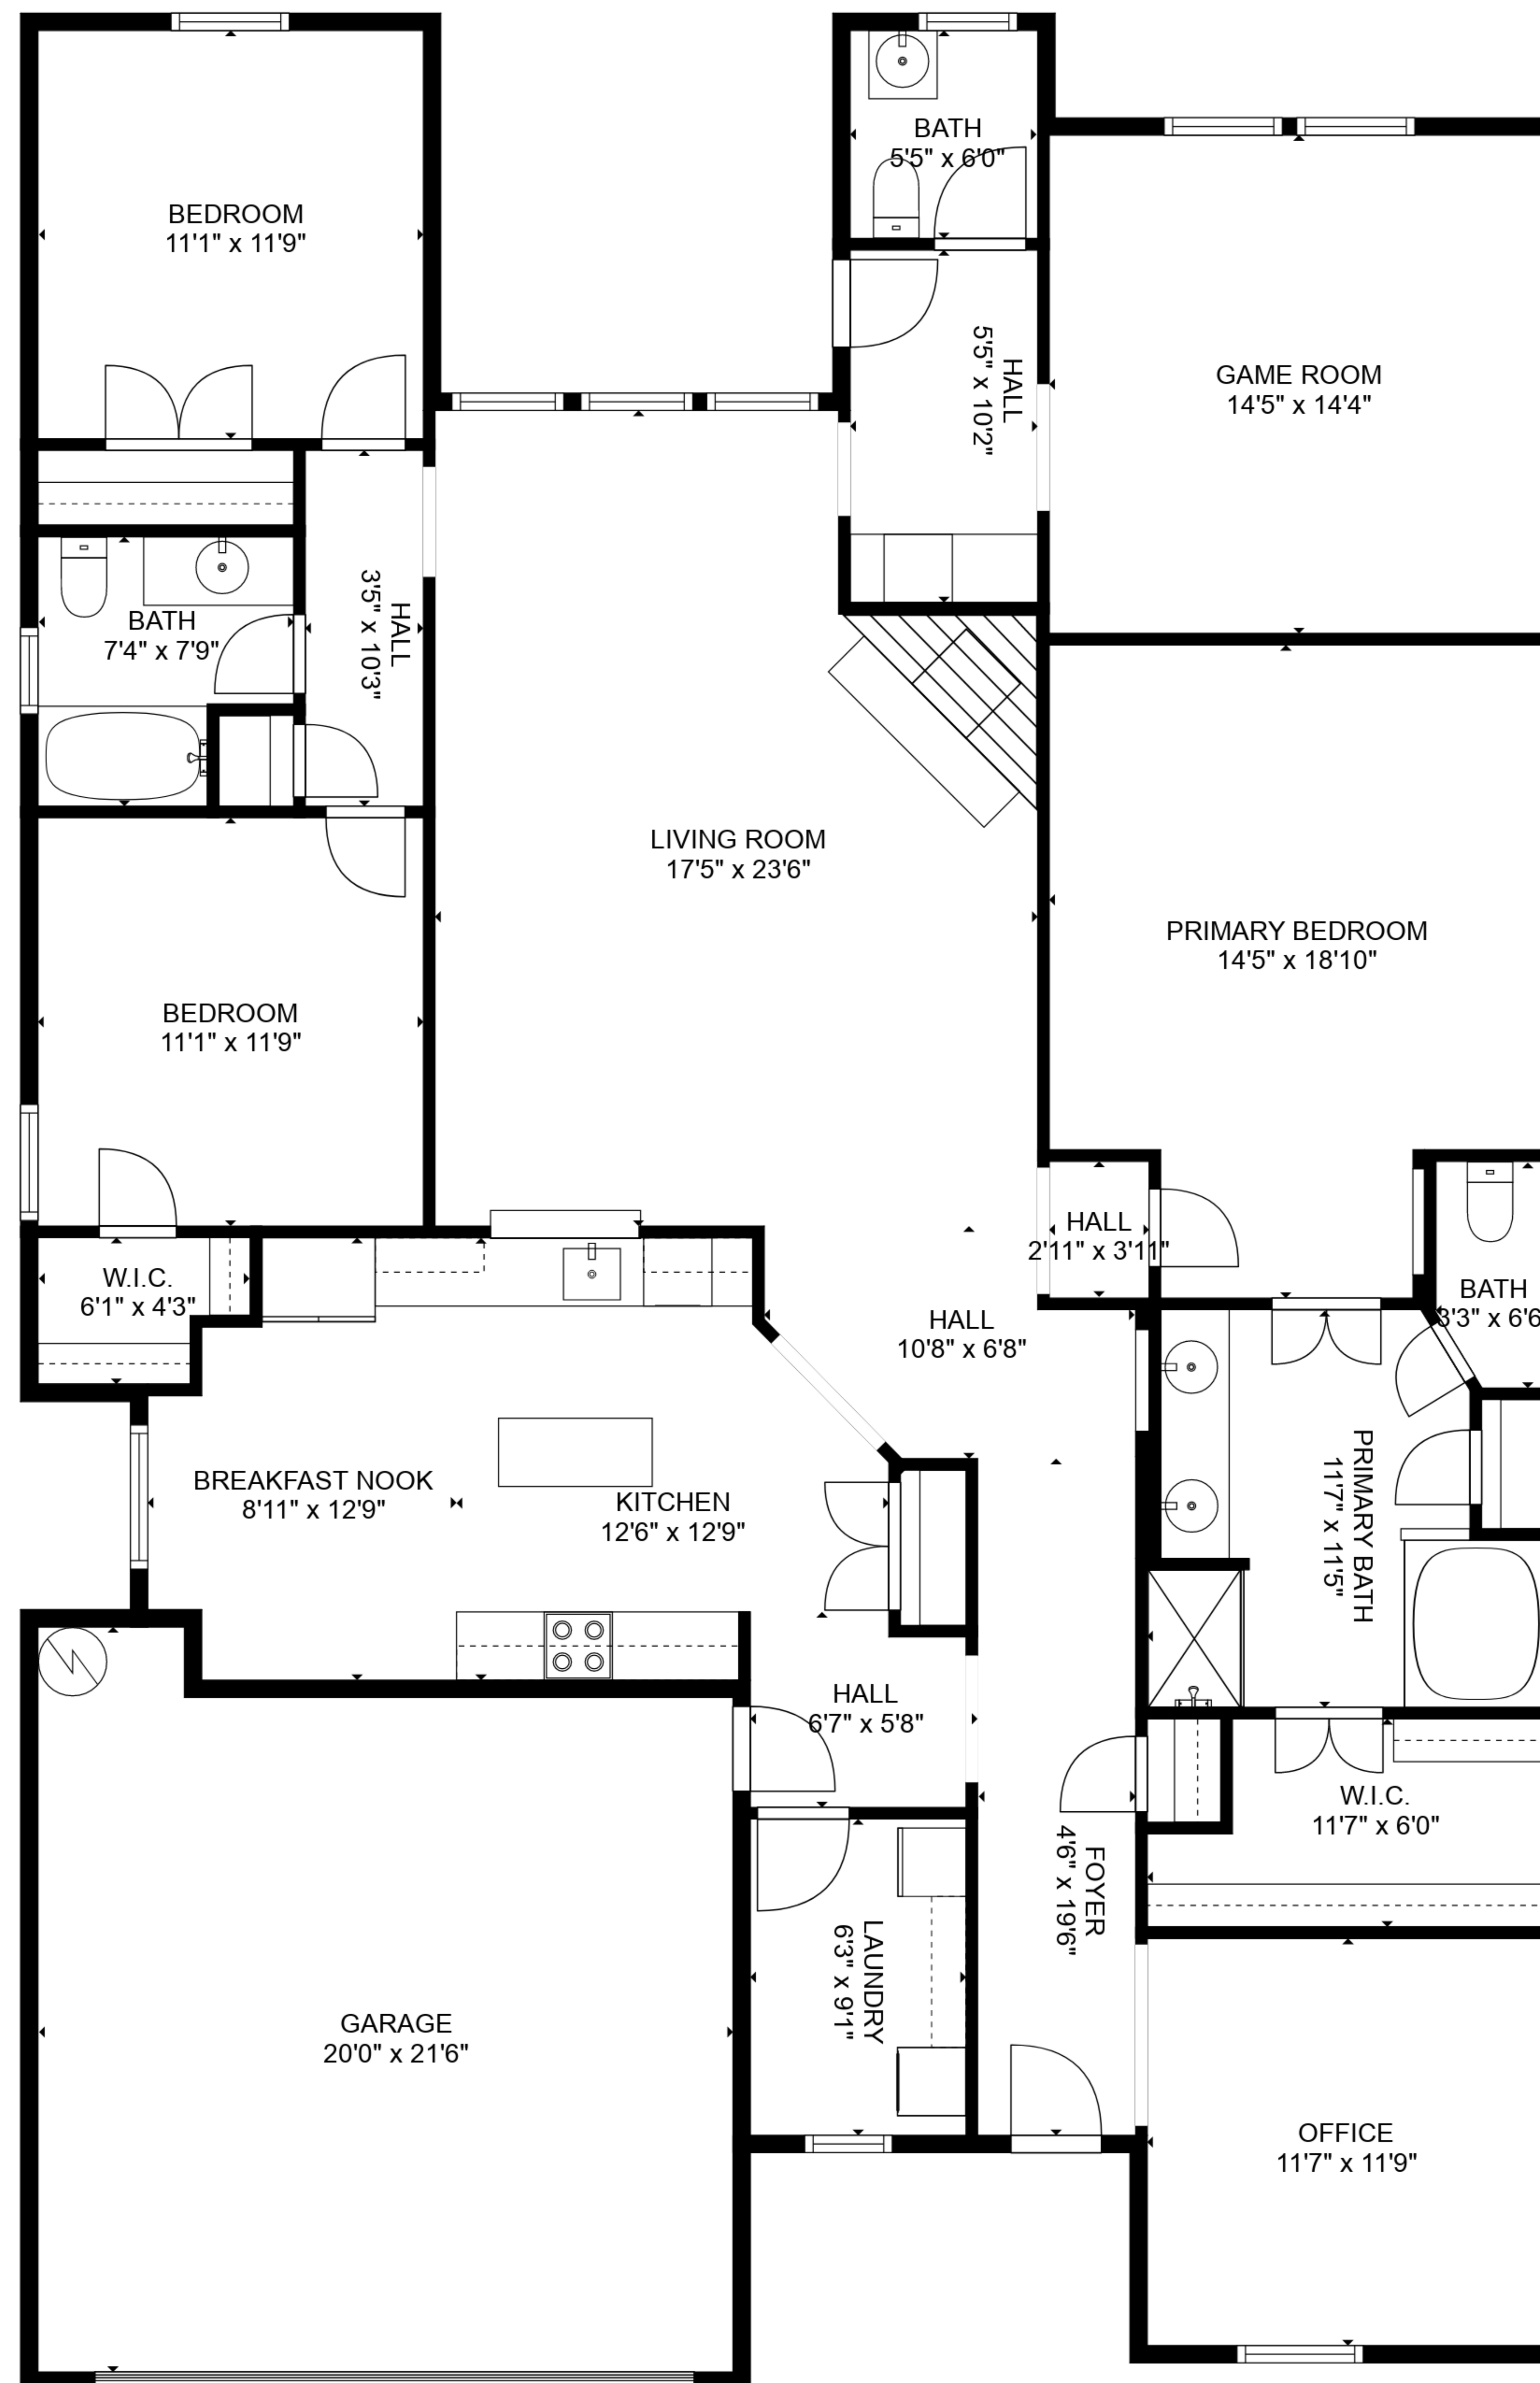 BATH
5'5" x 6'0"
BEDROOM
11'1" x 11'9"
HALL
5'5" x 10'2"
GAME ROOM
14'5" x 14'4"
BATH
7'4" x 7'9"
HALL
3'5" x 10'3"
LIVING ROOM
17'5" x 23'6"
PRIMARY BEDROOM
14'5" x 18'10"
BEDROOM
11'1" x 11'9"
HALL
2'11" x 3'11"
W.I.C.
6'1" x 4'3"
BATH
3'3" x 6'6
HALL
10'8" x 6'8"
BREAKFAST NOOK
8'11" x 12'9"
KITCHEN
12'6" x 12'9"
PRIMARY BATH
11'7" x 11'5"
HALL
6'7" x 5'8"
W.I.C.
11'7" x 6'0"
FOYER
4'6" x 19'6"
LAUNDRY
6'3" x 9'1"
GARAGE
20'0" x 21'6"
OFFICE
11'7" x 11'9"